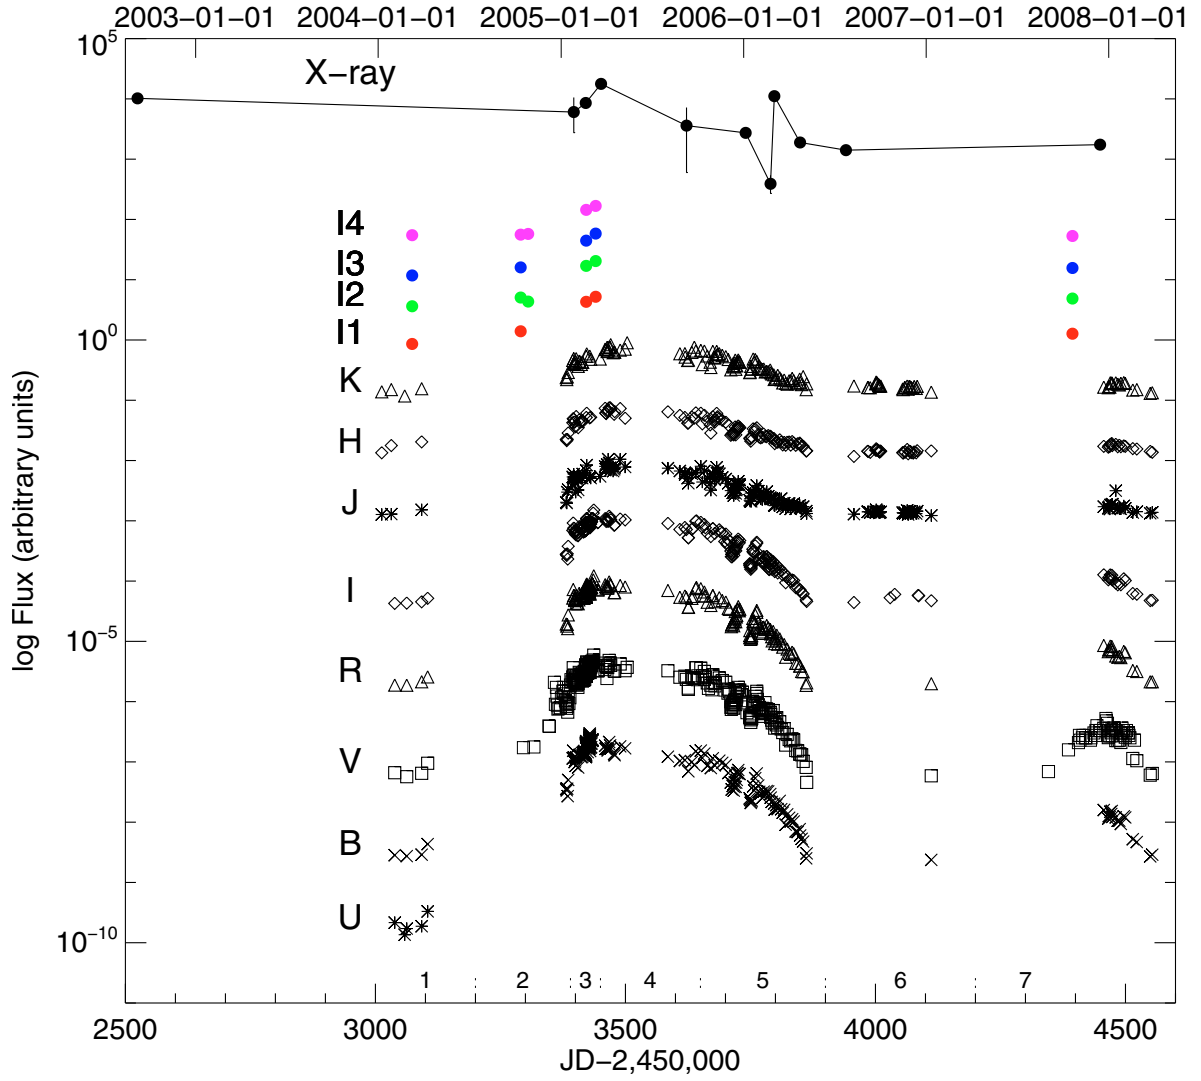 2003−01−01 2004−01−01 2005−01−01 2006−01−01 2007−01−01 2008−01−01
10^5
X−ray
I4
I3
I2
I1
10^0
K
H
J
I
10^−5
R
V
B
U
10^−10
log Flux (arbitrary units)
1 2 3 4 5 6 7
2500 3000 3500 4000 4500
JD−2,450,000